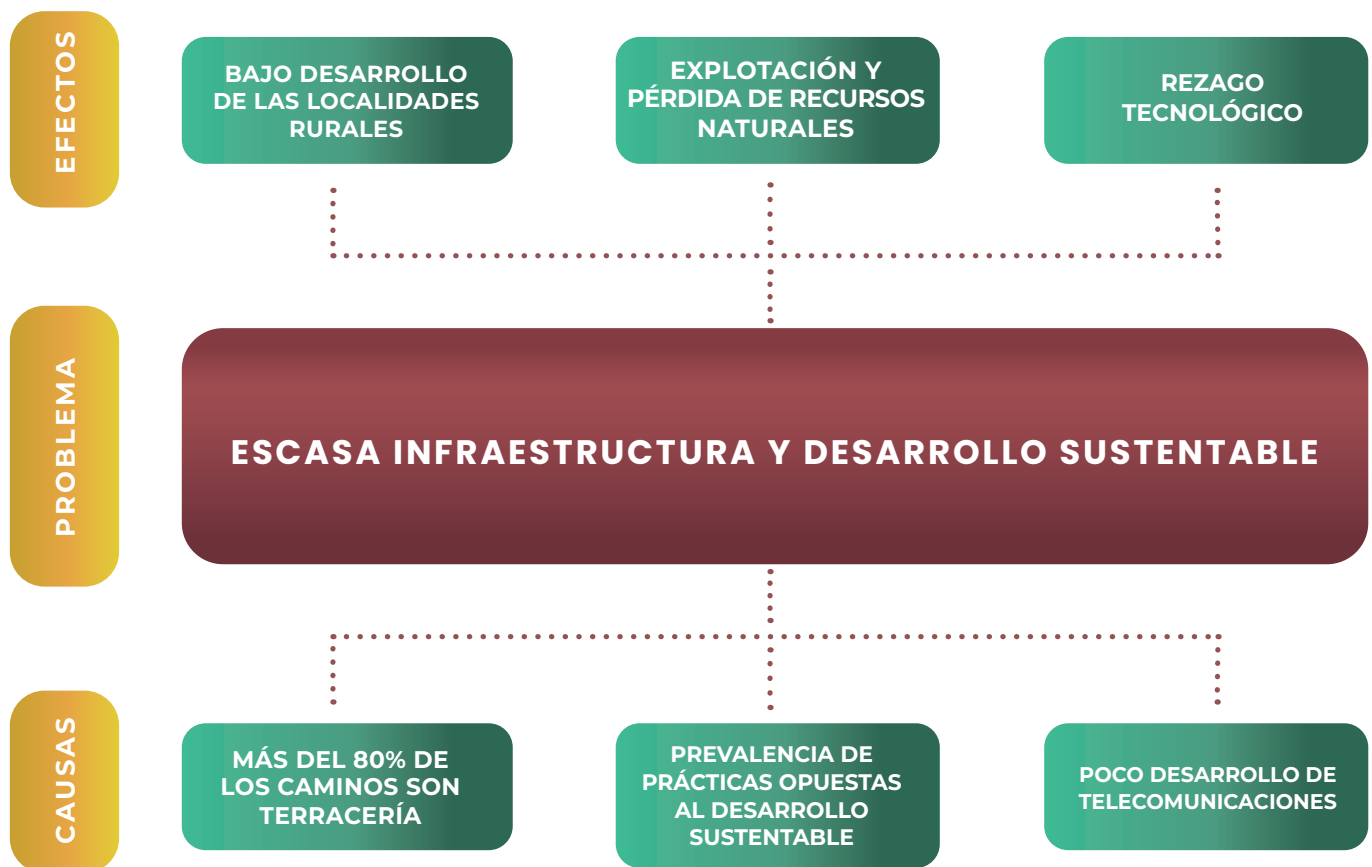 EFECTOS
BAJO DESARROLLO
DE LAS LOCALIDADES
RURALES
EXPLOTACIÓN Y
PÉRDIDA DE RECURSOS
NATURALES
REZAGO
TECNOLÓGICO
PROBLEMA
ESCASA INFRAESTRUCTURA Y DESARROLLO SUSTENTABLE
CAUSAS
MÁS DEL 80% DE
LOS CAMINOS SON
TERRACERÍA
PREVALENCIA DE
PRÁCTICAS OPUESTAS
AL DESARROLLO
SUSTENTABLE
POCO DESARROLLO DE
TELECOMUNICACIONES